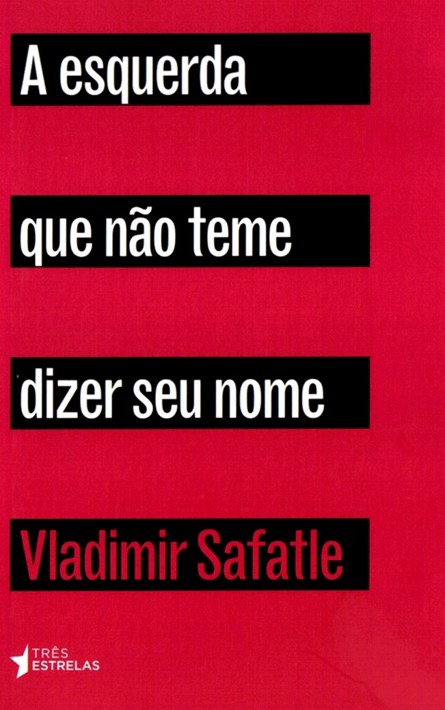 A esquerda
que não teme
dizer seu nome
Vladimir Safatle
TRÊS
ESTRELAS